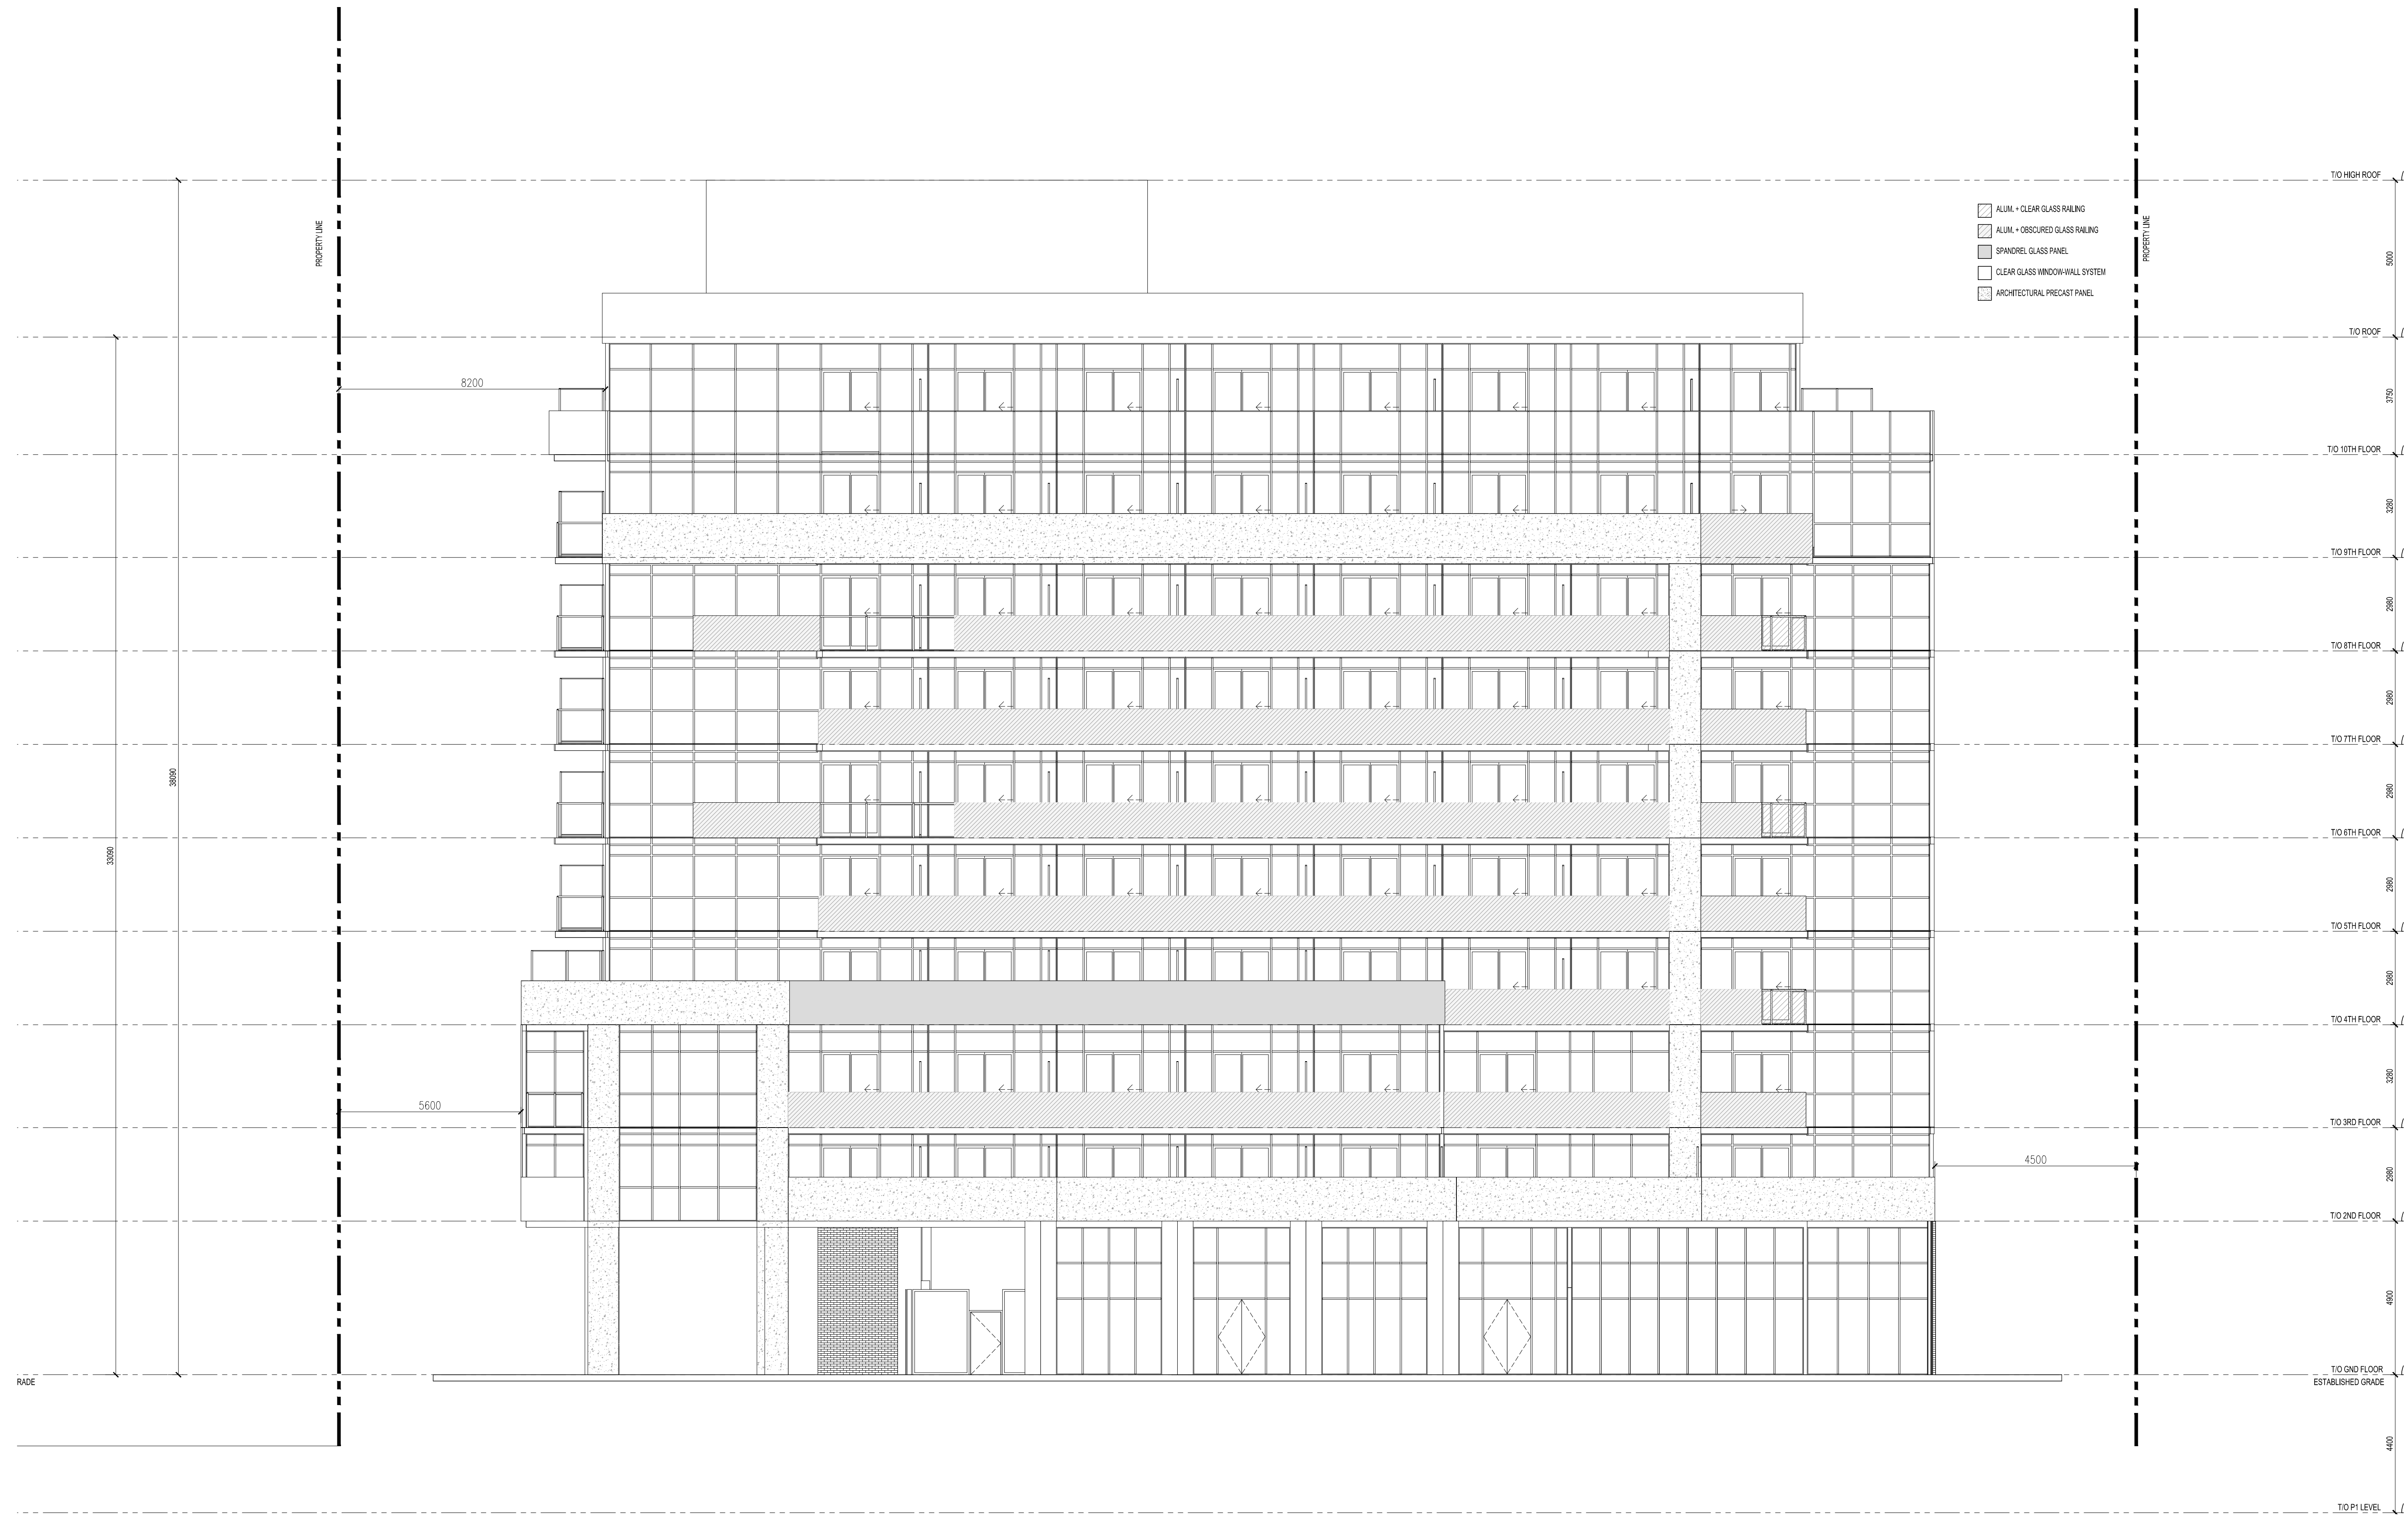 T/O HIGH ROOF
PROPERTY LINE
PROPERTY LINE
ALUM. + CLEAR GLASS RAILING
ALUM. + OBSCURED GLASS RAILING
SPANDREL GLASS PANEL
CLEAR GLASS WINDOW-WALL SYSTEM
ARCHITECTURAL PRECAST PANEL
5000
T/O ROOF
8200
3750
T/O 10TH FLOOR
3280
T/O 9TH FLOOR
2980
T/O 8TH FLOOR
2980
T/O 7TH FLOOR
38090
2980
T/O 6TH FLOOR
33090
2980
T/O 5TH FLOOR
2980
T/O 4TH FLOOR
3280
5600
T/O 3RD FLOOR
4500
2980
T/O 2ND FLOOR
4900
T/O GND FLOOR
RADE
ESTABLISHED GRADE
4400
T/O P1 LEVEL